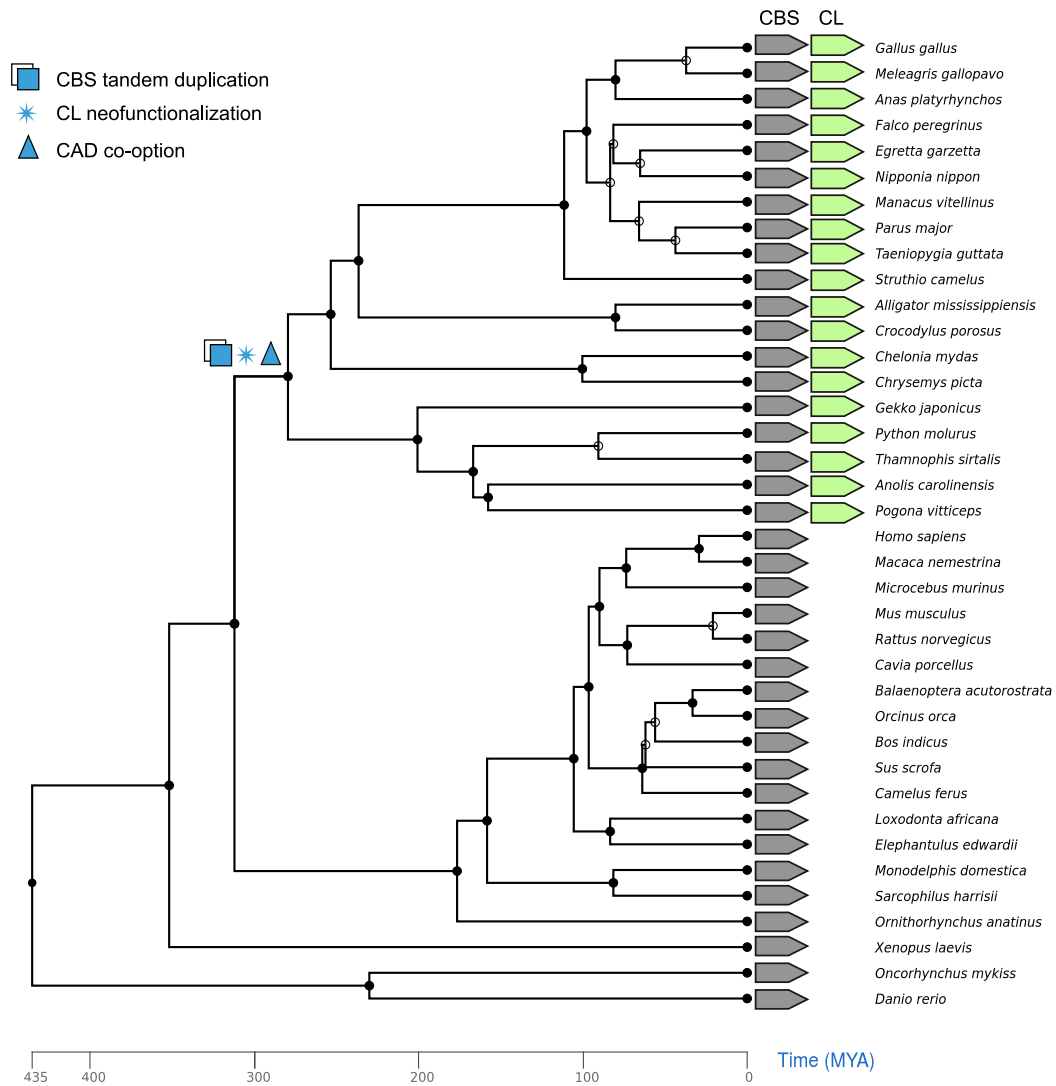 CBS CL
CBS tandem duplication
CL neofunctionalization
CAD co-option
Gallus gallus
Meleagris gallopavo
Anas platyrhynchos
Falco peregrinus
Egretta garzetta
Nipponia nippon
Manacus vitellinus
Parus major
Taeniopygia guttata
Struthio camelus
Alligator mississippiensis
Crocodylus porosus
Chelonia mydas
Chrysemys picta
Gekko japonicus
Python molurus
Thamnophis sirtalis
Anolis carolinensis
Pogona vitticeps
Homo sapiens
Macaca nemestrina
Microcebus murinus
Mus musculus
Rattus norvegicus
Cavia porcellus
Balaenoptera acutorostrata
Orcinus orca
Bos indicus
Sus scrofa
Camelus ferus
Loxodonta africana
Elephantulus edwardii
Monodelphis domestica
Sarcophilus harrisii
Ornithorhynchus anatinus
Xenopus laevis
Oncorhynchus mykiss
Danio rerio
Time (MYA)
435 400 300 200 100 0